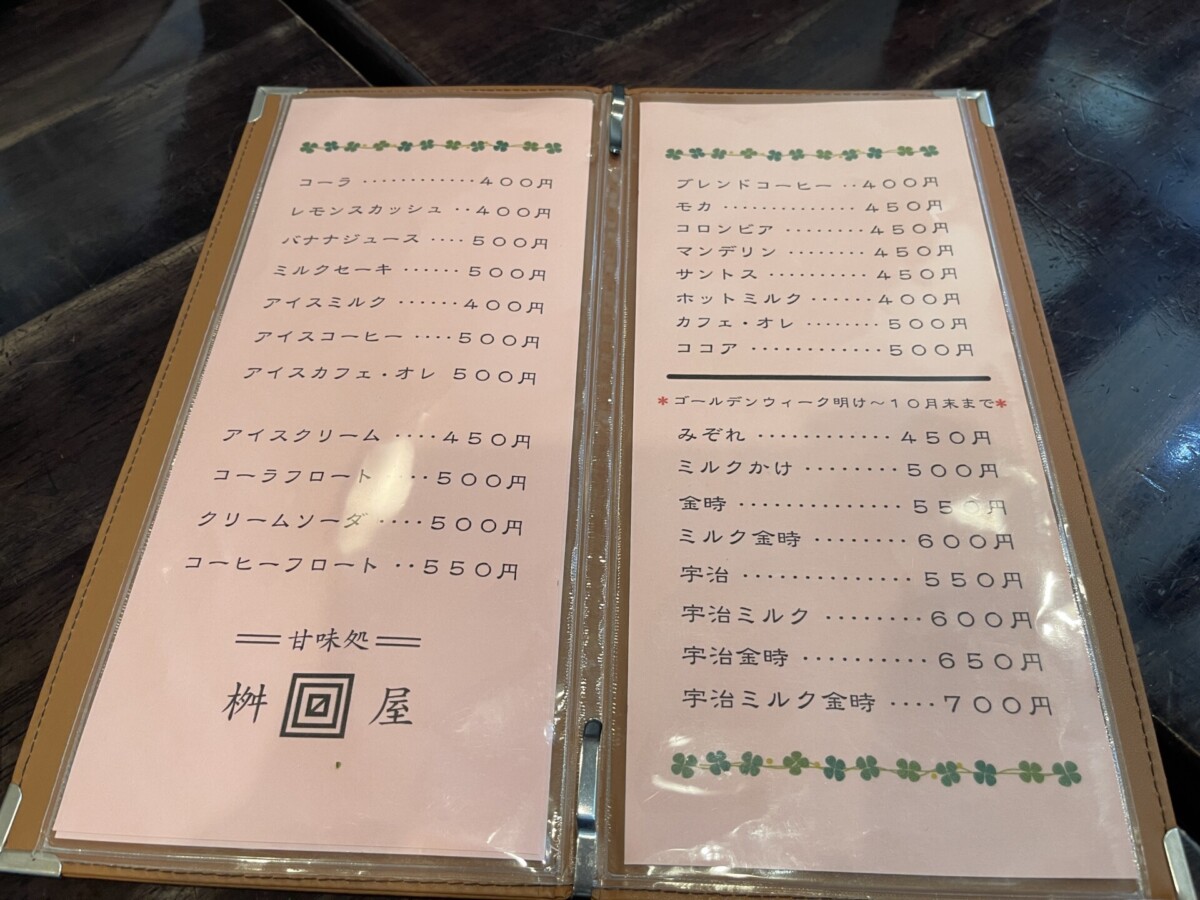 コーラ ············400円
レモンスカッシュ ··400円
バナナジュース ····500円
ミルクセーキ ······500円
アイスミルク ······400円
アイスコーヒー ····500円
アイスカフェ・オレ 500円
アイスクリーム ····450円
コーラフロート ····500円
クリームソーダ ····500円
コーヒーフロート ··550円
甘味処
桝屋
ブレンドコーヒー ··400円
モカ ··············450円
コロンビア ········450円
マンデリン ········450円
サントス ··········450円
ホットミルク ······400円
カフェ・オレ ········500円
ココア ············500円
*ゴールデンウィーク明け～10月末まで*
みぞれ ············450円
ミルクかけ ········500円
金時 ··············550円
ミルク金時 ········600円
宇治 ··············550円
宇治ミルク ········600円
宇治金時 ··········650円
宇治ミルク金時 ····700円